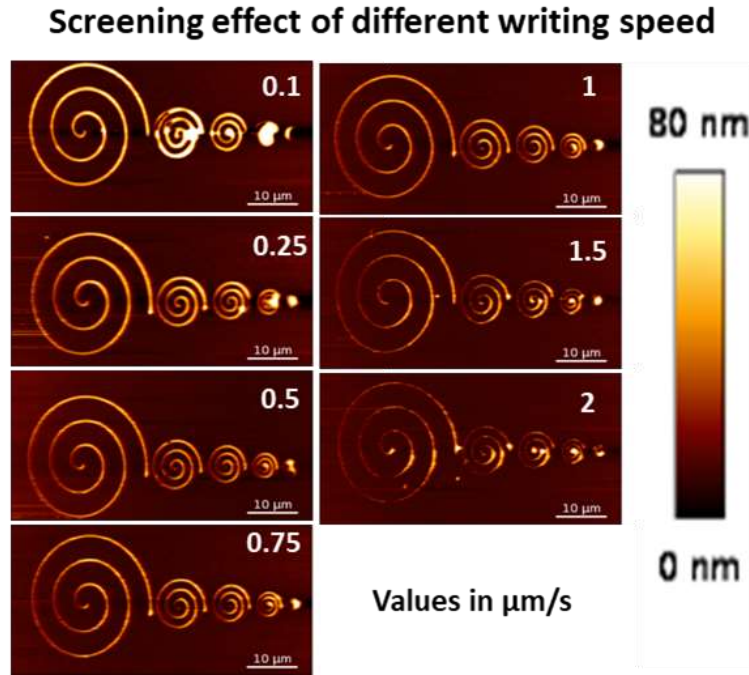 Screening effect of different writing speed
0.1
10 µm
1
10 µm
0.25
10 µm
1.5
10 µm
0.5
10 µm
2
10 µm
0.75
10 µm
Values in µm/s
80 nm
0 nm